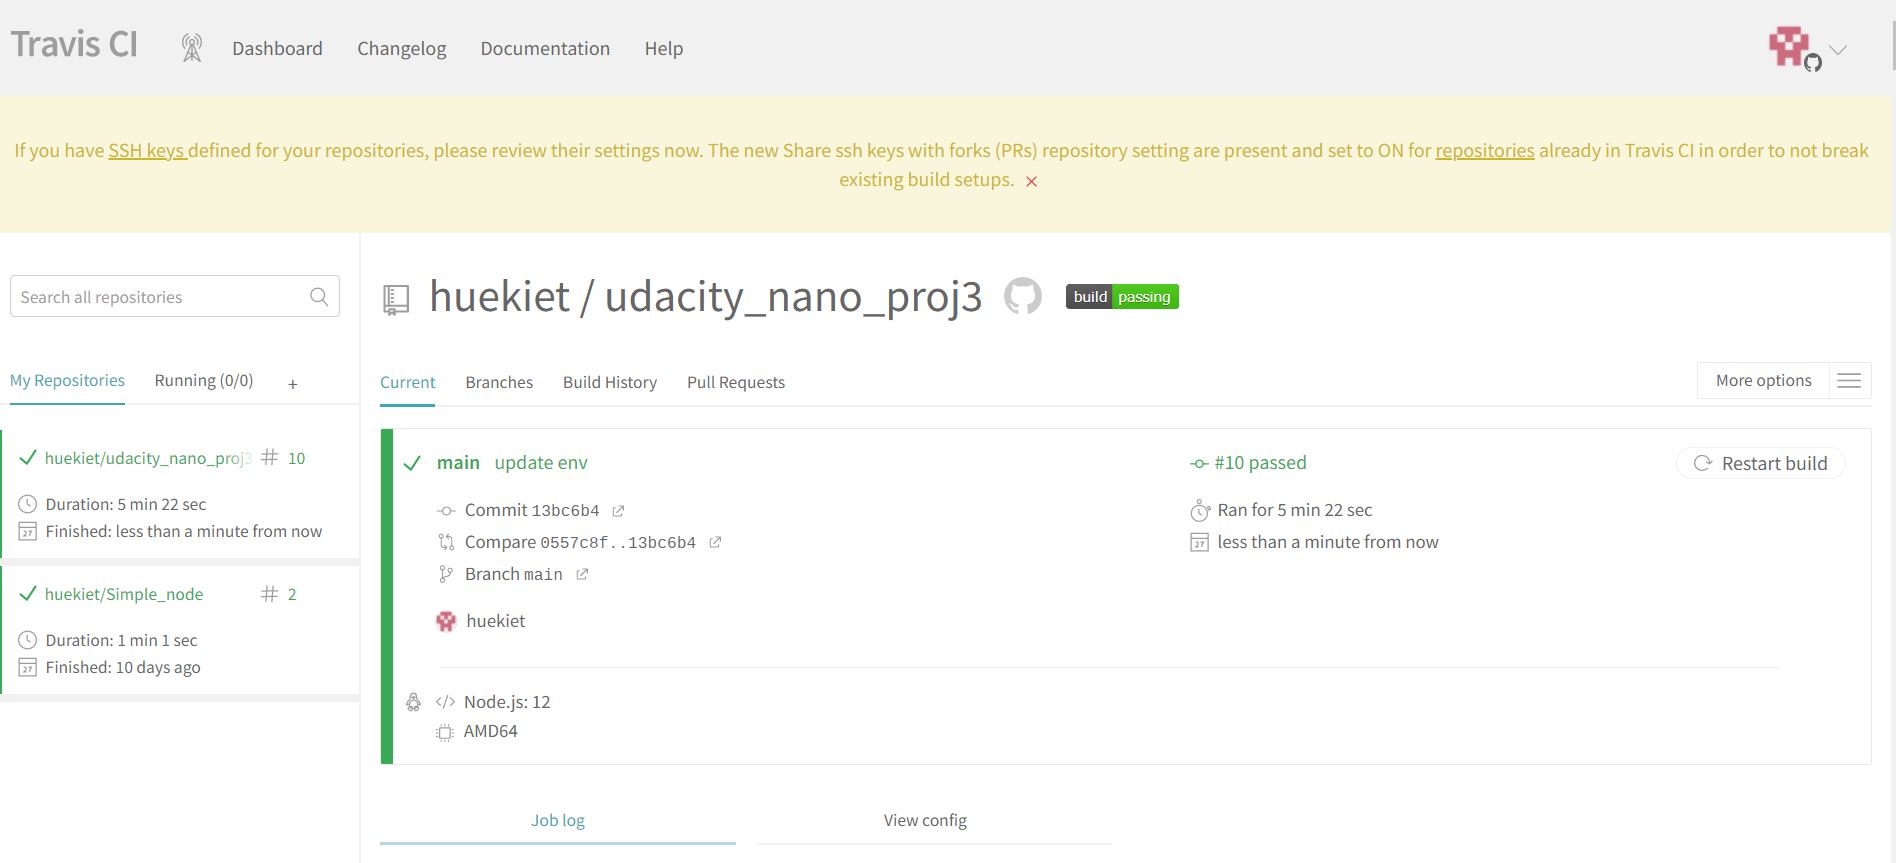 Travis CI
Dashboard
Changelog
Documentation
Help
If you have SSH keys defined for your repositories, please review their settings now. The new Share ssh keys with forks (PRs) repository setting are present and set to ON for repositories already in Travis CI in order to not break
existing build setups.
Search all repositories
My Repositories
Running (0/0)
+
huekiet/udacity_nano_proj3 # 10
Duration: 5 min 22 sec
Finished: less than a minute from now
huekiet/Simple_node # 2
Duration: 1 min 1 sec
Finished: 10 days ago
huekiet / udacity_nano_proj3
build passing
Current
Branches
Build History
Pull Requests
More options
main update env
Commit 13bc6b4
Compare 0557c8f..13bc6b4
Branch main
huekiet
#10 passed
Ran for 5 min 22 sec
less than a minute from now
Restart build
Node.js: 12
AMD64
Job log
View config